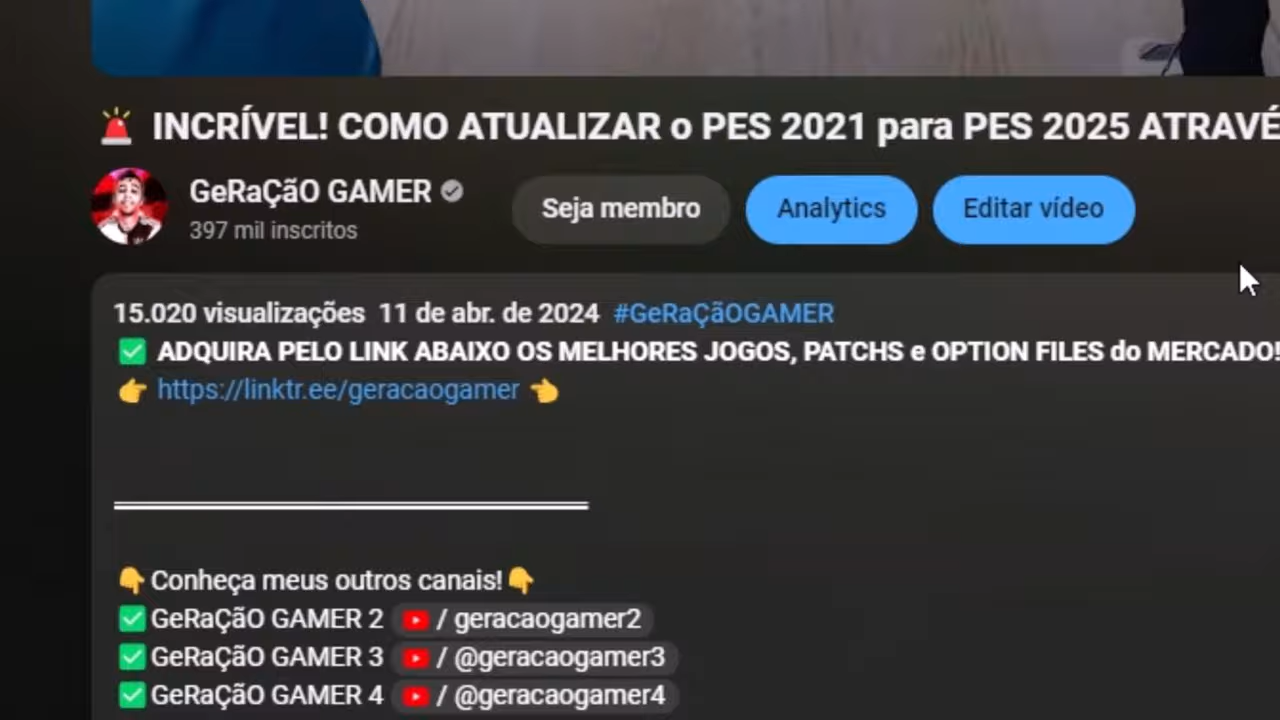 🚨 INCRÍVEL! COMO ATUALIZAR o PES 2021 para PES 2025 ATRAVÉ
GeRaÇãO GAMER
397 mil inscritos
Seja membro
Analytics
Editar vídeo
15.020 visualizações 11 de abr. de 2024 #GeRaÇãOGAMER
✅ ADQUIRA PELO LINK ABAIXO OS MELHORES JOGOS, PATCHS e OPTION FILES do MERCADO!
👉 https://linktr.ee/geracaogamer 👈
👇Conheça meus outros canais!👇
✅GeRaÇãO GAMER 2 / geracaogamer2
✅GeRaÇãO GAMER 3 / @geracaogamer3
✅GeRaÇãO GAMER 4 / @geracaogamer4